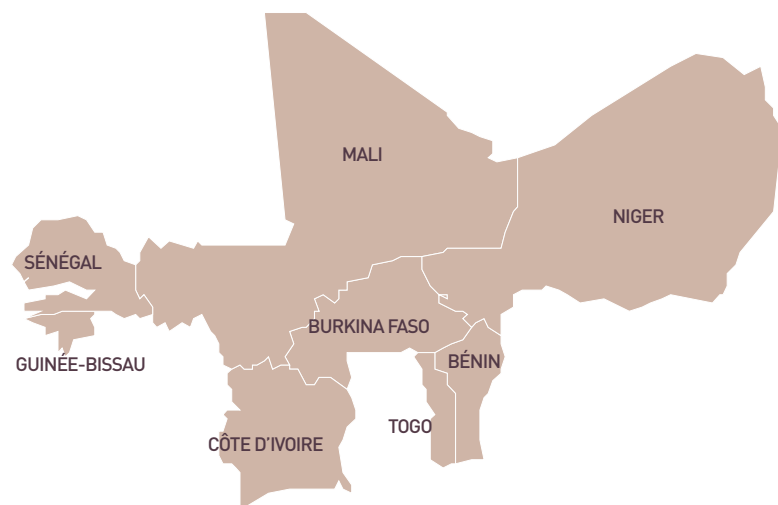 MALI
NIGER
SÉNÉGAL
BURKINA FASO
GUINÉE-BISSAU
BÉNIN
TOGO
CÔTE D'IVOIRE